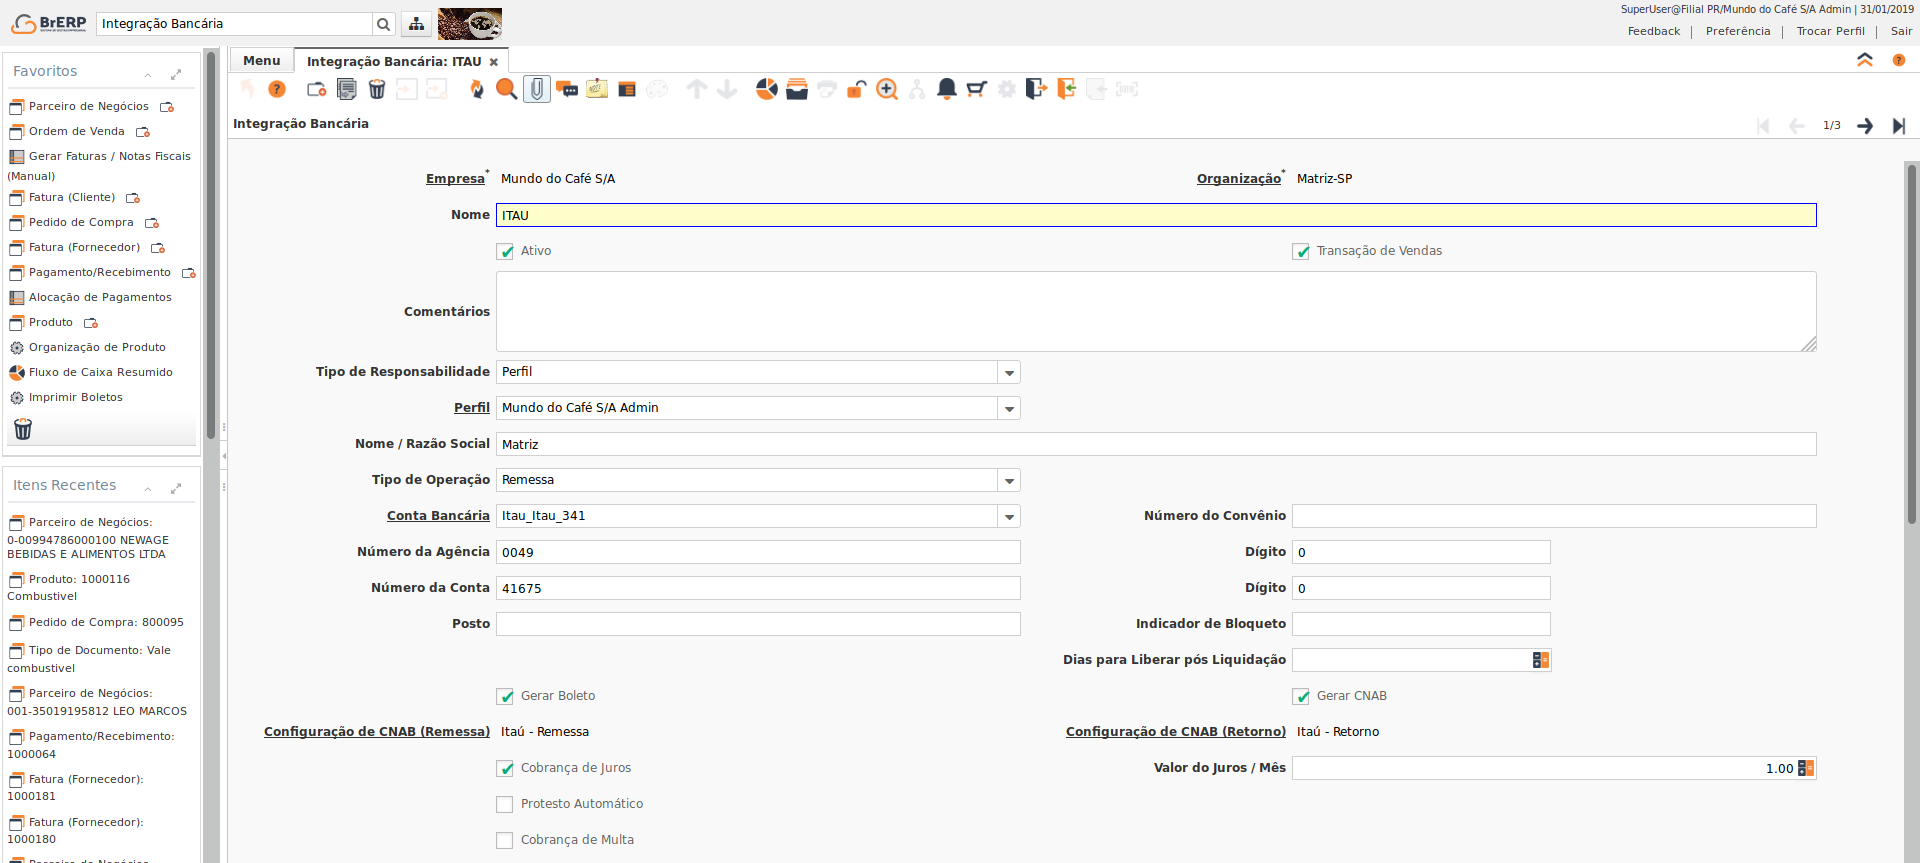 BrERP
Integração Bancária
SuperUser@Filial PR/Mundo do Café S/A Admin | 31/01/2019
Feedback | Preferência | Trocar Perfil | Sair
Favoritos
Parceiro de Negócios
Ordem de Venda
Gerar Faturas / Notas Fiscais
(Manual)
Fatura (Cliente)
Pedido de Compra
Fatura (Fornecedor)
Pagamento/Recebimento
Alocação de Pagamentos
Produto
Organização de Produto
Fluxo de Caixa Resumido
Imprimir Boletos
Itens Recentes
Parceiro de Negócios:
0-00994786000100 NEWAGE
BEBIDAS E ALIMENTOS LTDA
Produto: 1000116
Combustivel
Pedido de Compra: 800095
Tipo de Documento: Vale
combustivel
Parceiro de Negócios:
001-35019195812 LEO MARCOS
Pagamento/Recebimento:
1000064
Fatura (Fornecedor):
1000181
Fatura (Fornecedor):
1000180
Parceiro de Negócios
Menu
Integração Bancária: ITAU
Integração Bancária
1/3
Empresa* Mundo do Café S/A
Organização* Matriz-SP
Nome ITAU
Ativo
Transação de Vendas
Comentários
Tipo de Responsabilidade Perfil
Perfil Mundo do Café S/A Admin
Nome / Razão Social Matriz
Tipo de Operação Remessa
Conta Bancária Itau_Itau_341
Número do Convênio
Número da Agência 0049
Dígito 0
Número da Conta 41675
Dígito 0
Posto
Indicador de Bloqueto
Dias para Liberar pós Liquidação
Gerar Boleto
Gerar CNAB
Configuração de CNAB (Remessa) Itaú - Remessa
Configuração de CNAB (Retorno) Itaú - Retorno
Cobrança de Juros
Valor do Juros / Mês 1.00
Protesto Automático
Cobrança de Multa